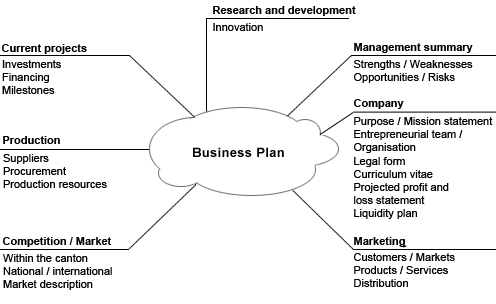 Research and development
Innovation
Current projects
Investments
Financing
Milestones
Management summary
Strengths / Weaknesses
Opportunities / Risks
Company
Purpose / Mission statement
Entrepreneurial team /
Organisation
Legal form
Curriculum vitae
Projected profit and
loss statement
Liquidity plan
Production
Suppliers
Procurement
Production resources
Business Plan
Competition / Market
Within the canton
National / international
Market description
Marketing
Customers / Markets
Products / Services
Distribution